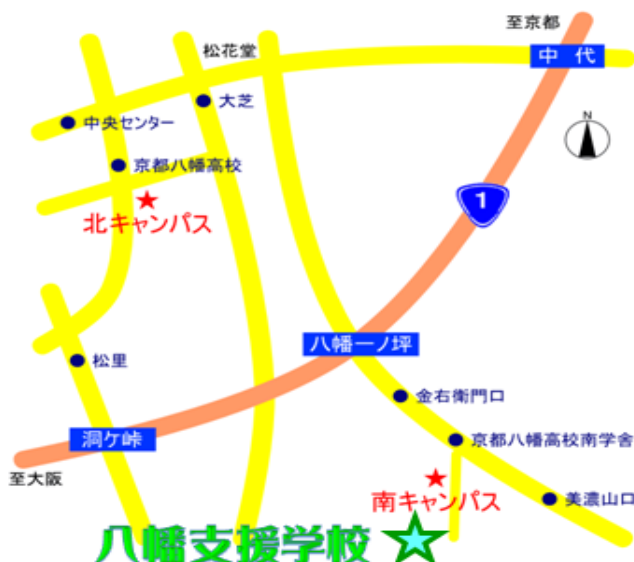 至京都
松花堂
中 代
大芝
中央センター
N
京都八幡高校
1
北キャンパス
八幡一ノ坪
松里
金右衛門口
洞ケ峠
京都八幡高校南学舎
至大阪
南キャンパス
美濃山口
八幡支援学校